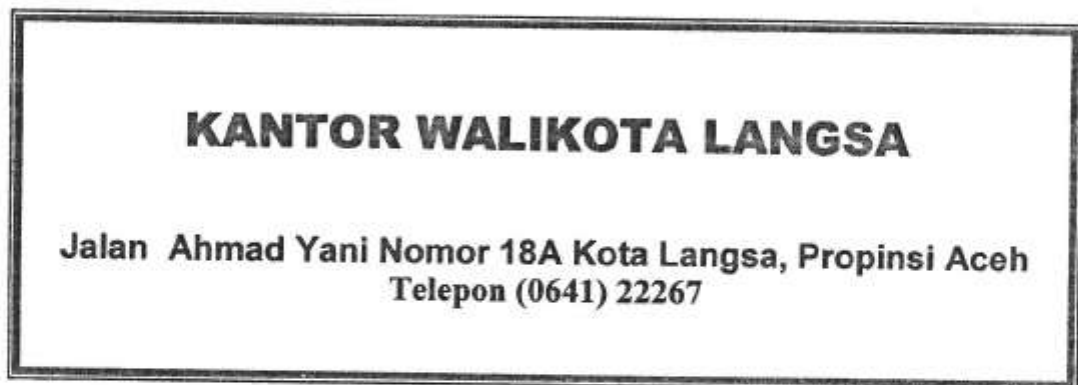 KANTOR WALIKOTA LANGSA
Jalan Ahmad Yani Nomor 18A Kota Langsa, Propinsi Aceh
Telepon (0641) 22267